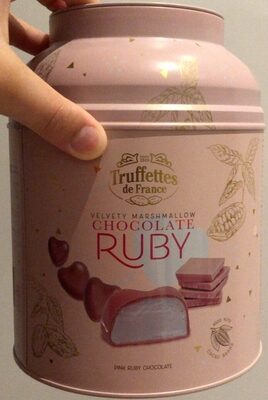 Truffettes
de France
VELVETY MARSHMALLOW
CHOCOLATE
RUBY
PINK RUBY CHOCOLATE